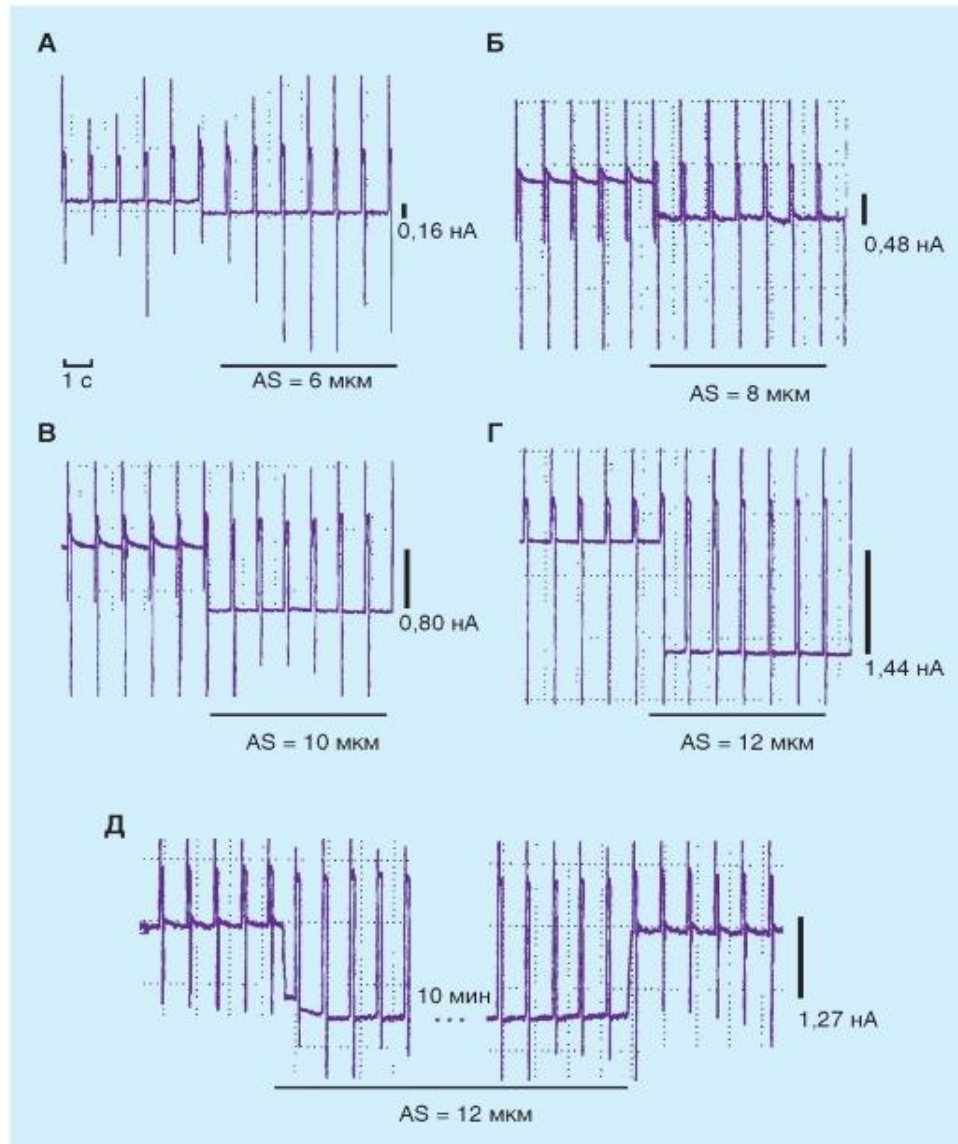 А
Б
0,16 нА
0,48 нА
1 с
AS = 6 мкм
AS = 8 мкм
В
Г
0,80 нА
1,44 нА
AS = 10 мкм
AS = 12 мкм
Д
10 мин
...
1,27 нА
AS = 12 мкм